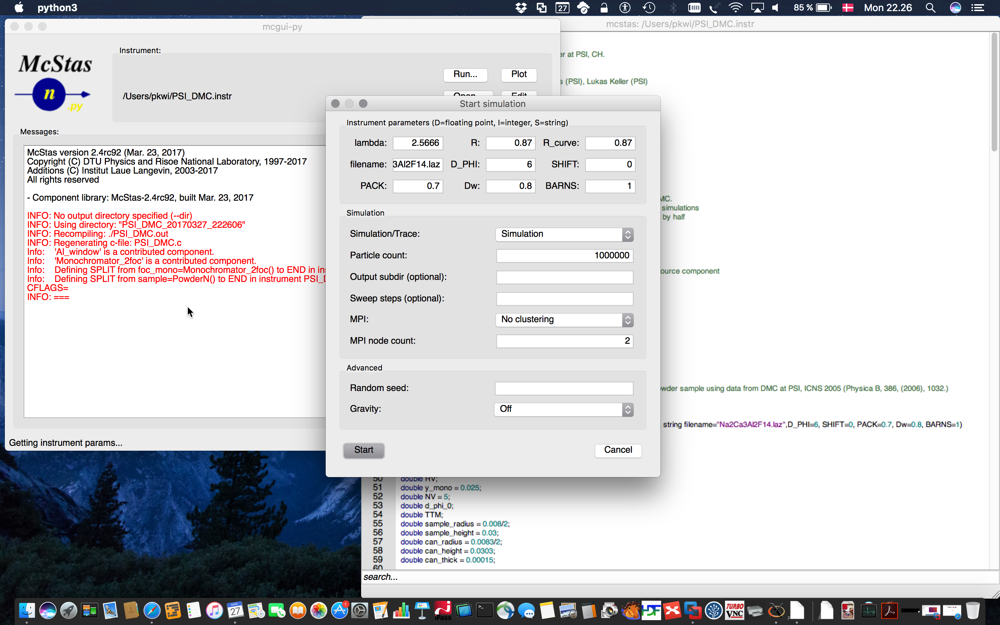 python3
27
85 %
Mon 22.26
mcgui-py
mcstas: /Users/pkwi/PSI_DMC.instr
McStas
n
.py
Instrument:
Run...
Plot
/Users/pkwi/PSI_DMC.instr
Open...
Edit
Messages:
McStas version 2.4rc92 (Mar. 23, 2017)
Copyright (C) DTU Physics and Risoe National Laboratory, 1997-2017
Additions (C) Institut Laue Langevin, 2003-2017
All rights reserved
- Component library: McStas-2.4rc92, built Mar. 23, 2017
INFO: No output directory specified (--dir)
INFO: Using directory: "PSI_DMC_20170327_222606"
INFO: Recompiling: ./PSI_DMC.out
INFO: Regenerating c-file: PSI_DMC.c
Info: 'Al_window' is a contributed component.
Info: 'Monochromator_2foc' is a contributed component.
Info: Defining SPLIT from foc_mono=Monochromator_2foc() to END in in
Info: Defining SPLIT from sample=PowderN() to END in instrument PSI_D
CFLAGS=
INFO: ===
Getting instrument params...
Start simulation
Instrument parameters (D=floating point, I=integer, S=string)
lambda: 2.5666 R: 0.87 R_curve: 0.87
filename: 3Al2F14.laz D_PHI: 6 SHIFT: 0
PACK: 0.7 Dw: 0.8 BARNS: 1
Simulation
Simulation/Trace: Simulation
Particle count: 1000000
Output subdir (optional):
Sweep steps (optional):
MPI: No clustering
MPI node count: 2
Advanced
Random seed:
Gravity: Off
Start
Cancel
er at PSI, CH.
s (PSI), Lukas Keller (PSI)
MC.
simulations
by half
ource component
wder sample using data from DMC at PSI, ICNS 2005 (Physica B, 386, (2006), 1032.)
string filename="Na2Ca3Al2F14.laz",D_PHI=6, SHIFT=0, PACK=0.7, Dw=0.8, BARNS=1)
50 double RV;
51 double y_mono = 0.025;
52 double NV = 5;
53 double d_phi_0;
54 double TTM;
55 double sample_radius = 0.008/2;
56 double sample_height = 0.03;
57 double can_radius = 0.0083/2;
58 double can_height = 0.0303;
59 double can_thick = 0.00015;
60
search...
MAR
27
1
iPass
HDF
TURBO
VNC